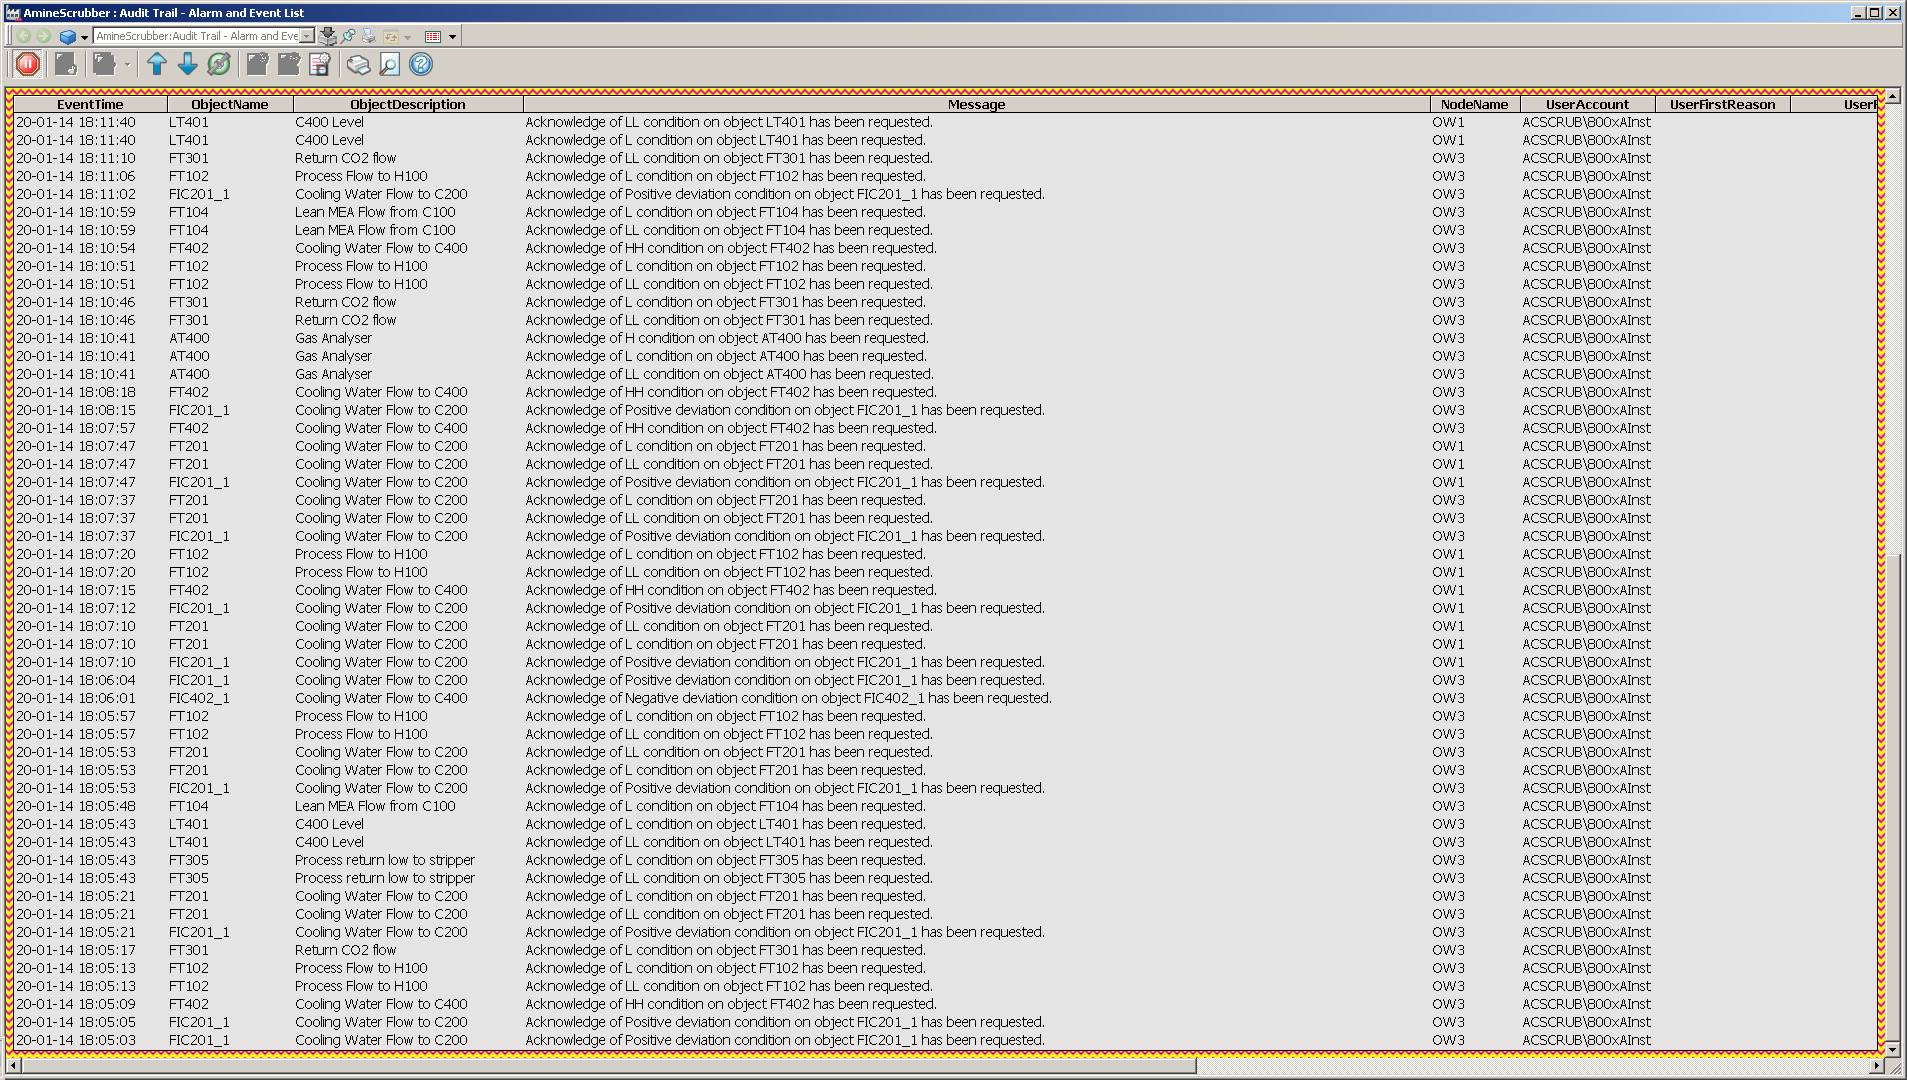 AmineScrubber : Audit Trail - Alarm and Event List
AmineScrubber:Audit Trail - Alarm and Eve
EventTime ObjectName ObjectDescription Message NodeName UserAccount UserFirstReason
20-01-14 18:11:40 LT401 C400 Level Acknowledge of LL condition on object LT401 has been requested. OW1 ACSCRUB\800xAInst
20-01-14 18:11:40 LT401 C400 Level Acknowledge of L condition on object LT401 has been requested. OW1 ACSCRUB\800xAInst
20-01-14 18:11:10 FT301 Return CO2 flow Acknowledge of LL condition on object FT301 has been requested. OW3 ACSCRUB\800xAInst
20-01-14 18:11:06 FT102 Process Flow to H100 Acknowledge of L condition on object FT102 has been requested. OW3 ACSCRUB\800xAInst
20-01-14 18:11:02 FIC201_1 Cooling Water Flow to C200 Acknowledge of Positive deviation condition on object FIC201_1 has been requested. OW3 ACSCRUB\800xAInst
20-01-14 18:10:59 FT104 Lean MEA Flow from C100 Acknowledge of L condition on object FT104 has been requested. OW3 ACSCRUB\800xAInst
20-01-14 18:10:59 FT104 Lean MEA Flow from C100 Acknowledge of LL condition on object FT104 has been requested. OW3 ACSCRUB\800xAInst
20-01-14 18:10:54 FT402 Cooling Water Flow to C400 Acknowledge of HH condition on object FT402 has been requested. OW3 ACSCRUB\800xAInst
20-01-14 18:10:51 FT102 Process Flow to H100 Acknowledge of L condition on object FT102 has been requested. OW3 ACSCRUB\800xAInst
20-01-14 18:10:51 FT102 Process Flow to H100 Acknowledge of LL condition on object FT102 has been requested. OW3 ACSCRUB\800xAInst
20-01-14 18:10:46 FT301 Return CO2 flow Acknowledge of L condition on object FT301 has been requested. OW3 ACSCRUB\800xAInst
20-01-14 18:10:46 FT301 Return CO2 flow Acknowledge of LL condition on object FT301 has been requested. OW3 ACSCRUB\800xAInst
20-01-14 18:10:41 AT400 Gas Analyser Acknowledge of H condition on object AT400 has been requested. OW3 ACSCRUB\800xAInst
20-01-14 18:10:41 AT400 Gas Analyser Acknowledge of L condition on object AT400 has been requested. OW3 ACSCRUB\800xAInst
20-01-14 18:10:41 AT400 Gas Analyser Acknowledge of LL condition on object AT400 has been requested. OW3 ACSCRUB\800xAInst
20-01-14 18:08:18 FT402 Cooling Water Flow to C400 Acknowledge of HH condition on object FT402 has been requested. OW3 ACSCRUB\800xAInst
20-01-14 18:08:15 FIC201_1 Cooling Water Flow to C200 Acknowledge of Positive deviation condition on object FIC201_1 has been requested. OW3 ACSCRUB\800xAInst
20-01-14 18:07:57 FT402 Cooling Water Flow to C400 Acknowledge of HH condition on object FT402 has been requested. OW3 ACSCRUB\800xAInst
20-01-14 18:07:47 FT201 Cooling Water Flow to C200 Acknowledge of L condition on object FT201 has been requested. OW1 ACSCRUB\800xAInst
20-01-14 18:07:47 FT201 Cooling Water Flow to C200 Acknowledge of LL condition on object FT201 has been requested. OW1 ACSCRUB\800xAInst
20-01-14 18:07:47 FIC201_1 Cooling Water Flow to C200 Acknowledge of Positive deviation condition on object FIC201_1 has been requested. OW1 ACSCRUB\800xAInst
20-01-14 18:07:37 FT201 Cooling Water Flow to C200 Acknowledge of L condition on object FT201 has been requested. OW3 ACSCRUB\800xAInst
20-01-14 18:07:37 FT201 Cooling Water Flow to C200 Acknowledge of LL condition on object FT201 has been requested. OW3 ACSCRUB\800xAInst
20-01-14 18:07:37 FIC201_1 Cooling Water Flow to C200 Acknowledge of Positive deviation condition on object FIC201_1 has been requested. OW3 ACSCRUB\800xAInst
20-01-14 18:07:20 FT102 Process Flow to H100 Acknowledge of L condition on object FT102 has been requested. OW1 ACSCRUB\800xAInst
20-01-14 18:07:20 FT102 Process Flow to H100 Acknowledge of LL condition on object FT102 has been requested. OW1 ACSCRUB\800xAInst
20-01-14 18:07:15 FT402 Cooling Water Flow to C400 Acknowledge of HH condition on object FT402 has been requested. OW1 ACSCRUB\800xAInst
20-01-14 18:07:12 FIC201_1 Cooling Water Flow to C200 Acknowledge of Positive deviation condition on object FIC201_1 has been requested. OW1 ACSCRUB\800xAInst
20-01-14 18:07:10 FT201 Cooling Water Flow to C200 Acknowledge of LL condition on object FT201 has been requested. OW1 ACSCRUB\800xAInst
20-01-14 18:07:10 FT201 Cooling Water Flow to C200 Acknowledge of L condition on object FT201 has been requested. OW1 ACSCRUB\800xAInst
20-01-14 18:07:10 FIC201_1 Cooling Water Flow to C200 Acknowledge of Positive deviation condition on object FIC201_1 has been requested. OW1 ACSCRUB\800xAInst
20-01-14 18:06:04 FIC201_1 Cooling Water Flow to C200 Acknowledge of Positive deviation condition on object FIC201_1 has been requested. OW3 ACSCRUB\800xAInst
20-01-14 18:06:01 FIC402_1 Cooling Water Flow to C400 Acknowledge of Negative deviation condition on object FIC402_1 has been requested. OW3 ACSCRUB\800xAInst
20-01-14 18:05:57 FT102 Process Flow to H100 Acknowledge of L condition on object FT102 has been requested. OW3 ACSCRUB\800xAInst
20-01-14 18:05:57 FT102 Process Flow to H100 Acknowledge of LL condition on object FT102 has been requested. OW3 ACSCRUB\800xAInst
20-01-14 18:05:53 FT201 Cooling Water Flow to C200 Acknowledge of LL condition on object FT201 has been requested. OW3 ACSCRUB\800xAInst
20-01-14 18:05:53 FT201 Cooling Water Flow to C200 Acknowledge of L condition on object FT201 has been requested. OW3 ACSCRUB\800xAInst
20-01-14 18:05:53 FIC201_1 Cooling Water Flow to C200 Acknowledge of Positive deviation condition on object FIC201_1 has been requested. OW3 ACSCRUB\800xAInst
20-01-14 18:05:48 FT104 Lean MEA Flow from C100 Acknowledge of L condition on object FT104 has been requested. OW3 ACSCRUB\800xAInst
20-01-14 18:05:43 LT401 C400 Level Acknowledge of L condition on object LT401 has been requested. OW3 ACSCRUB\800xAInst
20-01-14 18:05:43 LT401 C400 Level Acknowledge of LL condition on object LT401 has been requested. OW3 ACSCRUB\800xAInst
20-01-14 18:05:43 FT305 Process return low to stripper Acknowledge of L condition on object FT305 has been requested. OW3 ACSCRUB\800xAInst
20-01-14 18:05:43 FT305 Process return low to stripper Acknowledge of LL condition on object FT305 has been requested. OW3 ACSCRUB\800xAInst
20-01-14 18:05:21 FT201 Cooling Water Flow to C200 Acknowledge of L condition on object FT201 has been requested. OW3 ACSCRUB\800xAInst
20-01-14 18:05:21 FT201 Cooling Water Flow to C200 Acknowledge of LL condition on object FT201 has been requested. OW3 ACSCRUB\800xAInst
20-01-14 18:05:21 FIC201_1 Cooling Water Flow to C200 Acknowledge of Positive deviation condition on object FIC201_1 has been requested. OW3 ACSCRUB\800xAInst
20-01-14 18:05:17 FT301 Return CO2 flow Acknowledge of L condition on object FT301 has been requested. OW3 ACSCRUB\800xAInst
20-01-14 18:05:13 FT102 Process Flow to H100 Acknowledge of L condition on object FT102 has been requested. OW3 ACSCRUB\800xAInst
20-01-14 18:05:13 FT102 Process Flow to H100 Acknowledge of LL condition on object FT102 has been requested. OW3 ACSCRUB\800xAInst
20-01-14 18:05:09 FT402 Cooling Water Flow to C400 Acknowledge of HH condition on object FT402 has been requested. OW3 ACSCRUB\800xAInst
20-01-14 18:05:05 FIC201_1 Cooling Water Flow to C200 Acknowledge of Positive deviation condition on object FIC201_1 has been requested. OW3 ACSCRUB\800xAInst
20-01-14 18:05:03 FIC201_1 Cooling Water Flow to C200 Acknowledge of Positive deviation condition on object FIC201_1 has been requested. OW3 ACSCRUB\800xAInst